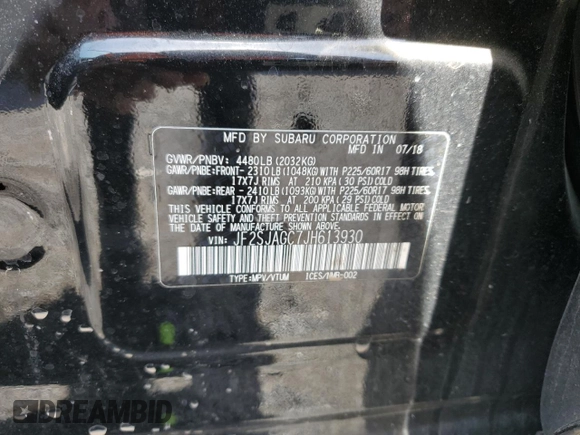 MFD BY SUBARU CORPORATION
MFD IN 07/18
GVWR/PNBV: 4480LB(2032KG)
GAWR/PNBE:FRONT-2310LB(1048KG)WITH P225/60R17 98H TIRES,
17X7J RIMS AT 210 KPA(30 PSI)COLD
GAWR/PNBE:REAR -2410LB(1093KG)WITH P225/60R17 98H TIRES,
17X7J RIMS AT 200 KPA(29 PSI)COLD
THIS VEHICLE CONFORMS TO ALL APPLICABLE FEDERAL MOTOR
VEHICLE SAFETY AND THEFT PREVENTION STANDARDS IN EFFECT ON
THE DATE OF MANUFACTURE SHOWN ABOVE.
VIN: JF2SJAGC7JH613930
TYPE:MPV/VTUM ICES/NMB-002
DREAMBID